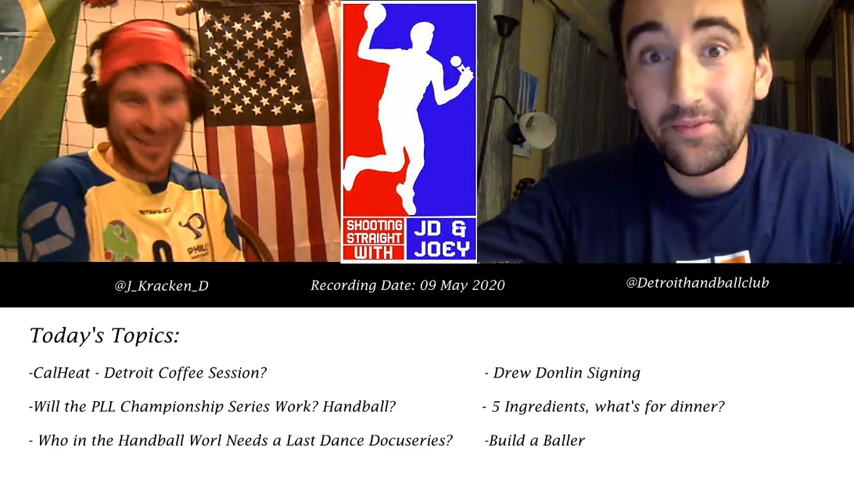 SHOOTING
STRAIGHT
WITH
JD &
JOEY
@J_Kracken_D
Recording Date: 09 May 2020
@Detroithandballclub
Today's Topics:
-CalHeat - Detroit Coffee Session?
- Drew Donlin Signing
-Will the PLL Championship Series Work? Handball?
- 5 Ingredients, what's for dinner?
- Who in the Handball Worl Needs a Last Dance Docuseries?
-Build a Baller